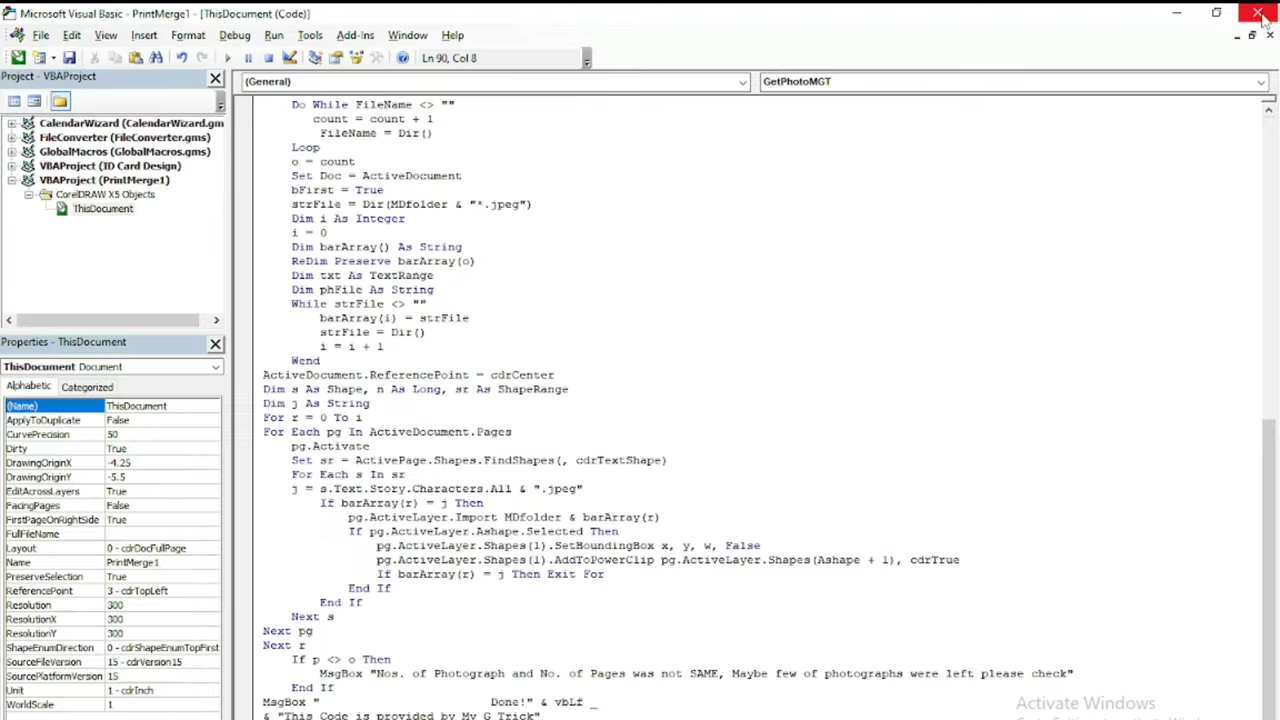 Microsoft Visual Basic - PrintMerge1 - [ThisDocument (Code)]
File Edit View Insert Format Debug Run Tools Add-Ins Window Help
Ln 90, Col 8
Project - VBAProject
(General)
GetPhotoMGT
CalendarWizard (CalendarWizard.gm
FileConverter (FileConverter.gms)
GlobalMacros (GlobalMacros.gms)
VBAProject (ID Card Design)
VBAProject (PrintMerge1)
CorelDRAW X5 Objects
ThisDocument
Properties - ThisDocument
ThisDocument Document
Alphabetic Categorized
(Name) ThisDocument
ApplyToDuplicate False
CurvePrecision 50
Dirty True
DrawingOriginX -4.25
DrawingOriginY -5.5
EditAcrossLayers True
FacingPages False
FirstPageOnRightSide True
FullFileName
Layout 0 - cdrDocFullPage
Name PrintMerge1
PreserveSelection True
ReferencePoint 3 - cdrTopLeft
Resolution 300
ResolutionX 300
ResolutionY 300
ShapeEnumDirection 0 - cdrShapeEnumTopFirst
SourceFileVersion 15 - cdrVersion15
SourcePlatformVersion 15
Unit 1 - cdrInch
WorldScale 1
Do While FileName <> ""
count = count + 1
FileName = Dir()
Loop
o = count
Set Doc = ActiveDocument
bFirst = True
strFile = Dir(MDfolder & "*.jpeg")
Dim i As Integer
i = 0
Dim barArray() As String
ReDim Preserve barArray(o)
Dim txt As TextRange
Dim phFile As String
While strFile <> ""
barArray(i) = strFile
strFile = Dir()
i = i + 1
Wend
ActiveDocument.ReferencePoint = cdrCenter
Dim s As Shape, n As Long, sr As ShapeRange
Dim j As String
For r = 0 To i
For Each pg In ActiveDocument.Pages
pg.Activate
Set sr = ActivePage.Shapes.FindShapes(, cdrTextShape)
For Each s In sr
j = s.Text.Story.Characters.All & ".jpeg"
If barArray(r) = j Then
pg.ActiveLayer.Import MDfolder & barArray(r)
If pg.ActiveLayer.Ashape.Selected Then
pg.ActiveLayer.Shapes(1).SetBoundingBox x, y, w, False
pg.ActiveLayer.Shapes(1).AddToPowerClip pg.ActiveLayer.Shapes(Ashape + 1), cdrTrue
If barArray(r) = j Then Exit For
End If
End If
Next s
Next pg
Next r
If p <> o Then
MsgBox "Nos. of Photograph and No. of Pages was not SAME, Maybe few of photographs were left please check"
End If
MsgBox " Done!" & vbLf _
& "This Code is provided by My G Trick"
Activate Windows